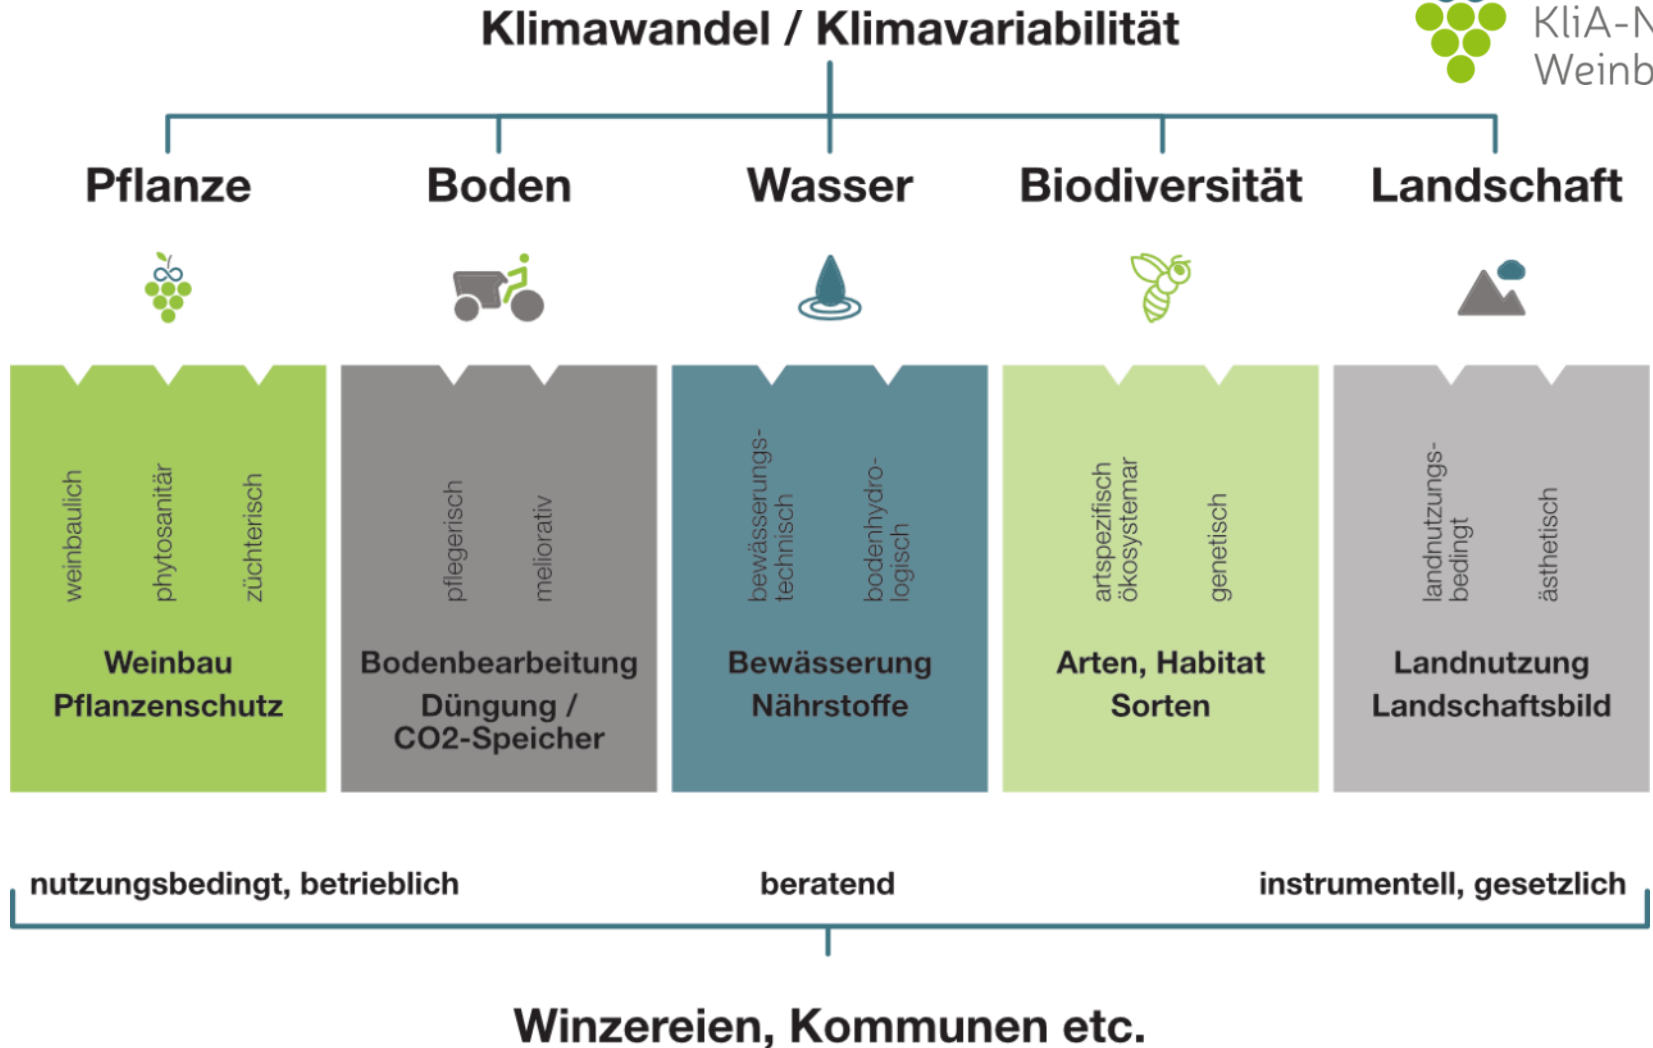 Klimawandel / Klimavariabilität
KliA-N
Weinb
Pflanze
Boden
Wasser
Biodiversität
Landschaft
weinbaulich
phytosanitär
züchterisch
Weinbau
Pflanzenschutz
pflegerisch
meliorativ
Bodenbearbeitung
Düngung /
CO2-Speicher
bewässerungs-
technisch
bodenhydro-
logisch
Bewässerung
Nährstoffe
artspezifisch
ökosystemar
genetisch
Arten, Habitat
Sorten
landnutzungs-
bedingt
ästhetisch
Landnutzung
Landschaftsbild
nutzungsbedingt, betrieblich
beratend
instrumentell, gesetzlich
Winzereien, Kommunen etc.